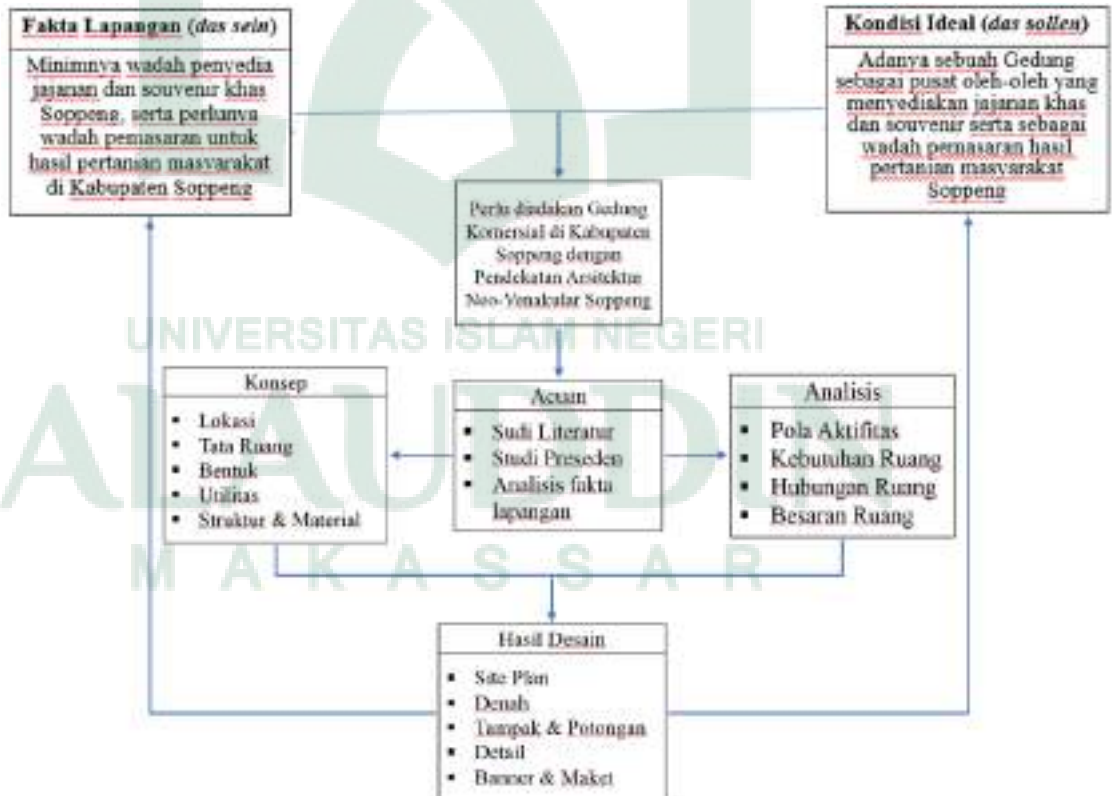 Fakta Lapangan (das sein)
Minimnya wadah penyedia
jajanan dan souvenir khas
Soppeng, serta perlunya
wadah pemasaran untuk
hasil pertanian masyarakat
di Kabupaten Soppeng
Kondisi Ideal (das sollen)
Adanya sebuah Gedung
sebagai pusat oleh-oleh yang
menyediakan jajanan khas
dan souvenir serta sebagai
wadah pemasaran hasil
pertanian masyarakat
Soppeng
Perlu diadakan Gedung
Komersial di Kabupaten
Soppeng dengan
Pendekatan Arsitektur
Neo-Venakular Soppeng
UNIVERSITAS ISLAM NEGERI
ALAUDDIN
MAKASSAR
Konsep
▪ Lokasi
▪ Tata Ruang
▪ Bentuk
▪ Utilitas
▪ Struktur & Material
Acuan
▪ Sudi Literatur
▪ Studi Preseden
▪ Analisis fakta
lapangan
Analisis
▪ Pola Aktifitas
▪ Kebutuhan Ruang
▪ Hubungan Ruang
▪ Besaran Ruang
Hasil Desain
▪ Site Plan
▪ Denah
▪ Tampak & Potongan
▪ Detail
▪ Banner & Maket